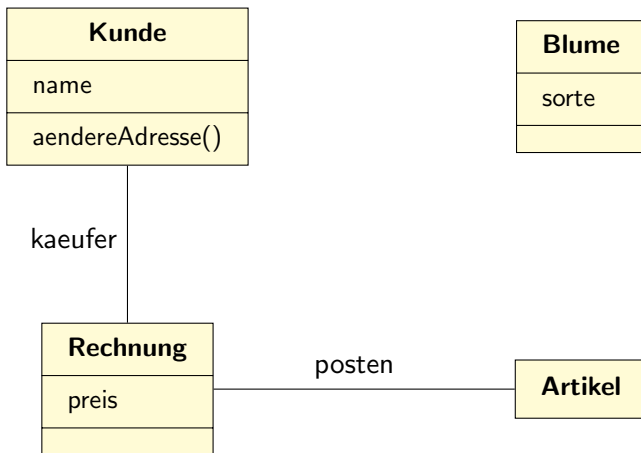 Kunde
name
aendereAdresse()
Blume
sorte
kaeufer
Rechnung
preis
posten
Artikel